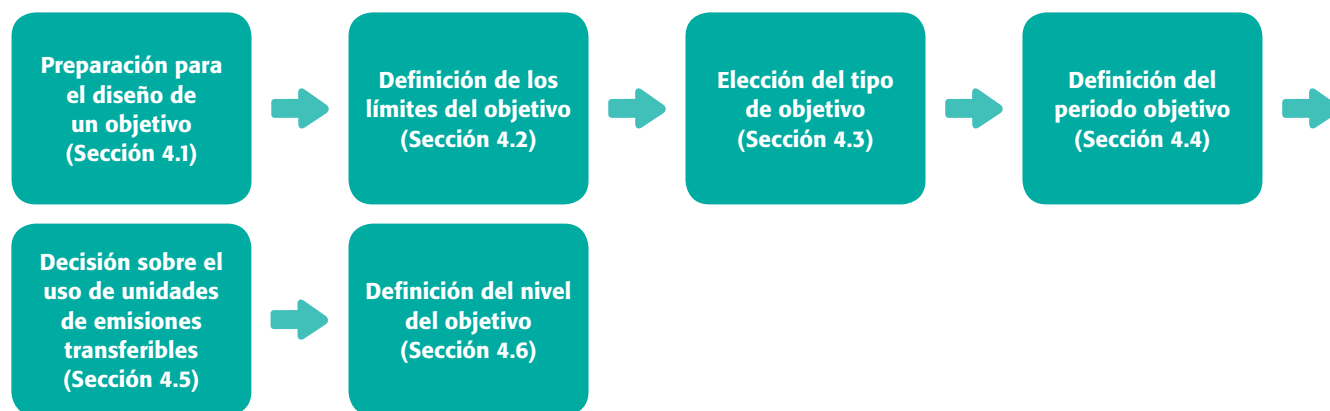 Preparación para
el diseño de
un objetivo
(Sección 4.1)
Definición de los
límites del objetivo
(Sección 4.2)
Elección del tipo
de objetivo
(Sección 4.3)
Definición del
periodo objetivo
(Sección 4.4)
Decisión sobre el
uso de unidades
de emisiones
transferibles
(Sección 4.5)
Definición del nivel
del objetivo
(Sección 4.6)